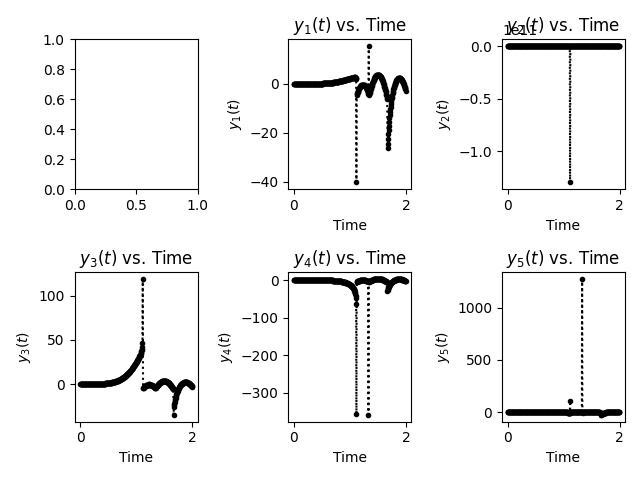 1.0
0.8
0.6
0.4
0.2
0.0
0.0 0.5 1.0
y₁(t) vs. Time
0
−20
−40
y₁(t)
0 2
Time
y₂(t) vs. Time
1e11
0.0
−0.5
−1.0
y₂(t)
0 2
Time
y₃(t) vs. Time
100
50
0
y₃(t)
0 2
Time
y₄(t) vs. Time
0
−100
−200
−300
y₄(t)
0 2
Time
y₅(t) vs. Time
1000
500
0
y₅(t)
0 2
Time